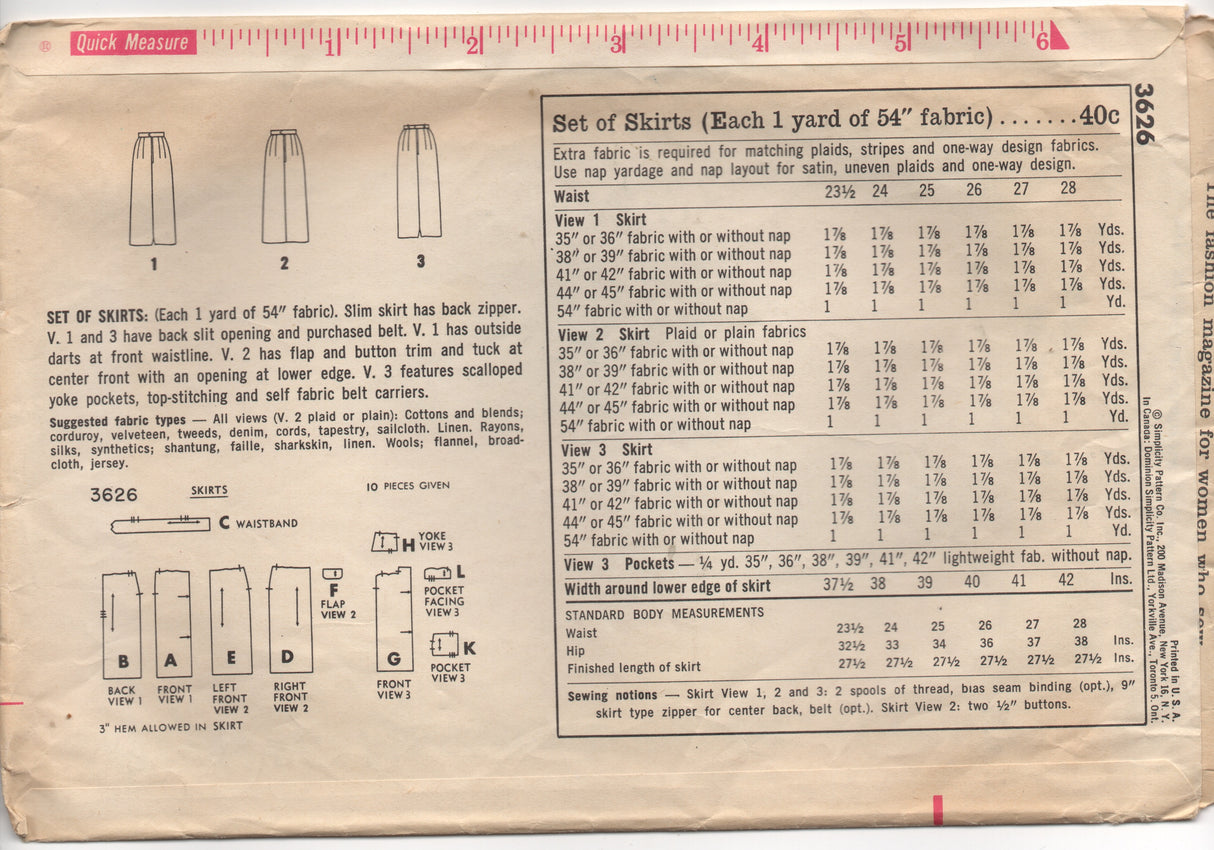 ® Quick Measure 1 2 3 4 5 6
1 2 3
SET OF SKIRTS: (Each 1 yard of 54″ fabric). Slim skirt has back zipper.
V. 1 and 3 have back slit opening and purchased belt. V. 1 has outside
darts at front waistline. V. 2 has flap and button trim and tuck at
center front with an opening at lower edge. V. 3 features scalloped
yoke pockets, top-stitching and self fabric belt carriers.
Suggested fabric types — All views (V. 2 plaid or plain): Cottons and blends;
corduroy, velveteen, tweeds, denim, cords, tapestry, sailcloth. Linen. Rayons,
silks, synthetics; shantung, faille, sharkskin, linen. Wools; flannel, broad-
cloth, jersey.
3626 SKIRTS 10 PIECES GIVEN
C WAISTBAND
H YOKE
VIEW 3
F
FLAP
VIEW 2
L
POCKET
FACING
VIEW 3
K
POCKET
VIEW 3
B
BACK
VIEW 1
A
FRONT
VIEW 1
E
LEFT
FRONT
VIEW 2
D
RIGHT
FRONT
VIEW 2
G
FRONT
VIEW 3
3″ HEM ALLOWED IN SKIRT
Set of Skirts (Each 1 yard of 54″ fabric).......40c
Extra fabric is required for matching plaids, stripes and one-way design fabrics.
Use nap yardage and nap layout for satin, uneven plaids and one-way design.
Waist 23½ 24 25 26 27 28
View 1 Skirt
35″ or 36″ fabric with or without nap 1⅞ 1⅞ 1⅞ 1⅞ 1⅞ 1⅞ Yds.
38″ or 39″ fabric with or without nap 1⅞ 1⅞ 1⅞ 1⅞ 1⅞ 1⅞ Yds.
41″ or 42″ fabric with or without nap 1⅞ 1⅞ 1⅞ 1⅞ 1⅞ 1⅞ Yds.
44″ or 45″ fabric with or without nap 1⅞ 1⅞ 1⅞ 1⅞ 1⅞ 1⅞ Yds.
54″ fabric with or without nap 1 1 1 1 1 1 Yd.
View 2 Skirt Plaid or plain fabrics
35″ or 36″ fabric with or without nap 1⅞ 1⅞ 1⅞ 1⅞ 1⅞ 1⅞ Yds.
38″ or 39″ fabric with or without nap 1⅞ 1⅞ 1⅞ 1⅞ 1⅞ 1⅞ Yds.
41″ or 42″ fabric with or without nap 1⅞ 1⅞ 1⅞ 1⅞ 1⅞ 1⅞ Yds.
44″ or 45″ fabric with or without nap 1⅞ 1⅞ 1⅞ 1⅞ 1⅞ 1⅞ Yds.
54″ fabric with or without nap 1 1 1 1 1 1 Yd.
View 3 Skirt
35″ or 36″ fabric with or without nap 1⅞ 1⅞ 1⅞ 1⅞ 1⅞ 1⅞ Yds.
38″ or 39″ fabric with or without nap 1⅞ 1⅞ 1⅞ 1⅞ 1⅞ 1⅞ Yds.
41″ or 42″ fabric with or without nap 1⅞ 1⅞ 1⅞ 1⅞ 1⅞ 1⅞ Yds.
44″ or 45″ fabric with or without nap 1⅞ 1⅞ 1⅞ 1⅞ 1⅞ 1⅞ Yds.
54″ fabric with or without nap 1 1 1 1 1 1 Yd.
View 3 Pockets — ¼ yd. 35″, 36″, 38″, 39″, 41″, 42″ lightweight fab. without nap.
Width around lower edge of skirt 37½ 38 39 40 41 42 Ins.
STANDARD BODY MEASUREMENTS
Waist 23½ 24 25 26 27 28
Hip 32½ 33 34 36 37 38 Ins.
Finished length of skirt 27½ 27½ 27½ 27½ 27½ 27½ Ins.
Sewing notions — Skirt View 1, 2 and 3: 2 spools of thread, bias seam binding (opt.), 9″
skirt type zipper for center back, belt (opt.). Skirt View 2: two ½″ buttons.
3626
Printed in U. S. A.
© Simplicity Pattern Co. Inc., 200 Madison Avenue, New York 16, N. Y.
In Canada: Dominion Simplicity Pattern Ltd., Yorkville Ave., Toronto 5, Ont.
The fashion magazine for women who sew